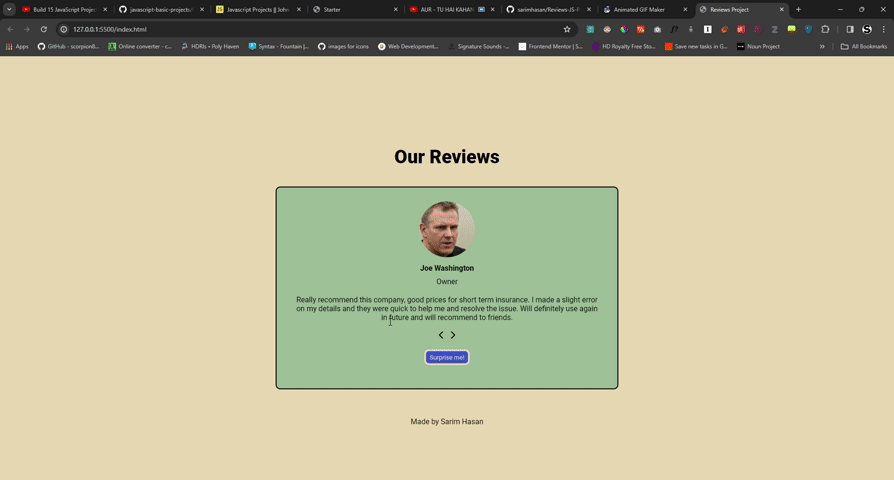 Build 15 JavaScript Proje
javascript-basic-projects/
Javascript Projects || John
Starter
AUR - TU HAI KAHAN
sarimhasan/Reviews-JS-P
Animated GIF Maker
Reviews Project
127.0.0.1:5500/index.html
Apps
GitHub - scorpion8...
Online converter - c...
HDRIs • Poly Haven
Syntax - Fountain |...
images for icons
Web Development...
Signature Sounds -...
Frontend Mentor | S...
HD Royalty Free Sto...
Save new tasks in G...
Noun Project
All Bookmarks
Our Reviews
Joe Washington
Owner
Really recommend this company, good prices for short term insurance. I made a slight error
on my details and they were quick to help me and resolve the issue. Will definitely use again
in future and will recommend to friends.
Surprise me!
Made by Sarim Hasan